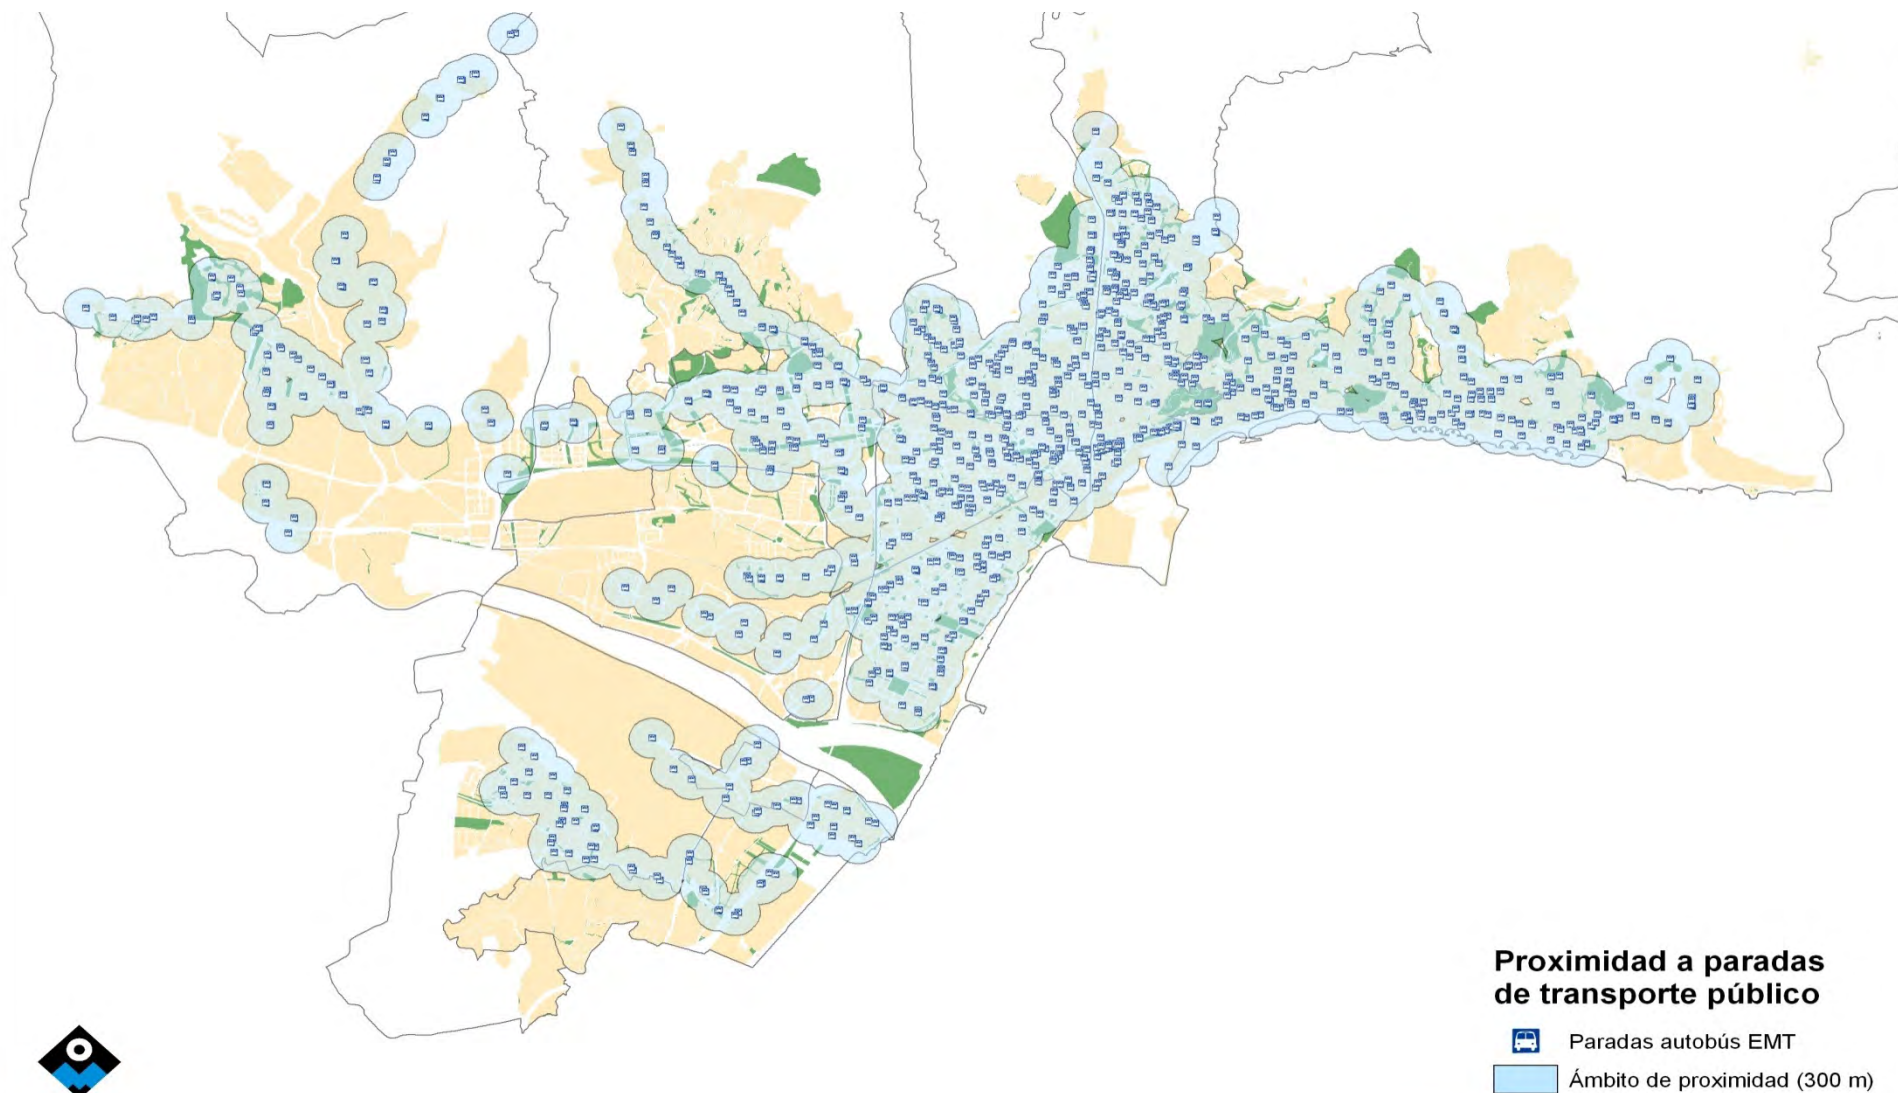 Proximidad a paradas
de transporte público
Paradas autobús EMT
Ámbito de proximidad (300 m)